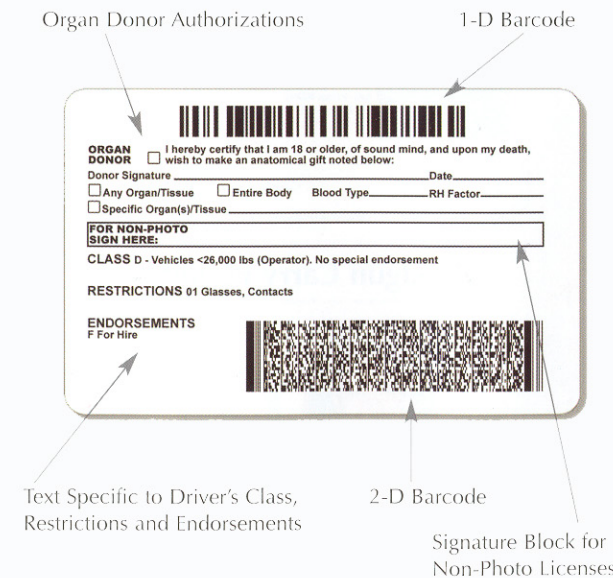 Organ Donor Authorizations
1-D Barcode
ORGAN DONOR
I hereby certify that I am 18 or older, of sound mind, and upon my death,
wish to make an anatomical gift noted below:
Donor Signature Date
Any Organ/Tissue Entire Body Blood Type RH Factor
Specific Organ(s)/Tissue
FOR NON-PHOTO
SIGN HERE:
CLASS D - Vehicles <26,000 lbs (Operator). No special endorsement
RESTRICTIONS 01 Glasses, Contacts
ENDORSEMENTS
F For Hire
Text Specific to Driver's Class,
Restrictions and Endorsements
2-D Barcode
Signature Block for
Non-Photo Licenses